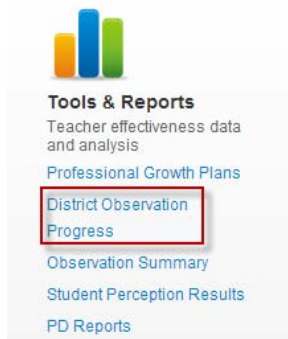 Tools & Reports
Teacher effectiveness data
and analysis
Professional Growth Plans
District Observation
Progress
Observation Summary
Student Perception Results
PD Reports